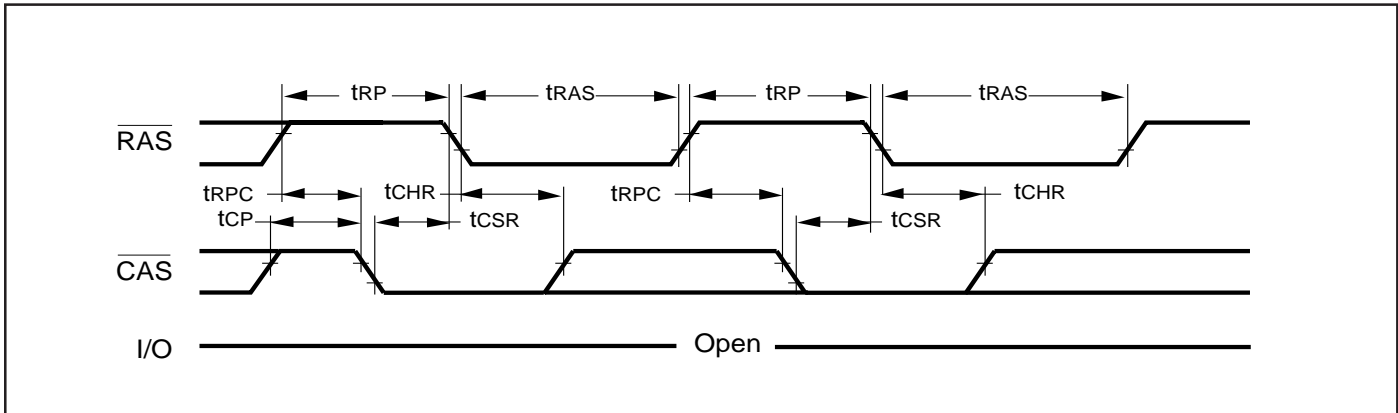 tRP tRAS tRP tRAS
RAS
tRPC tCHR tRPC tCHR
tCP tCSR tCSR
CAS
I/O Open